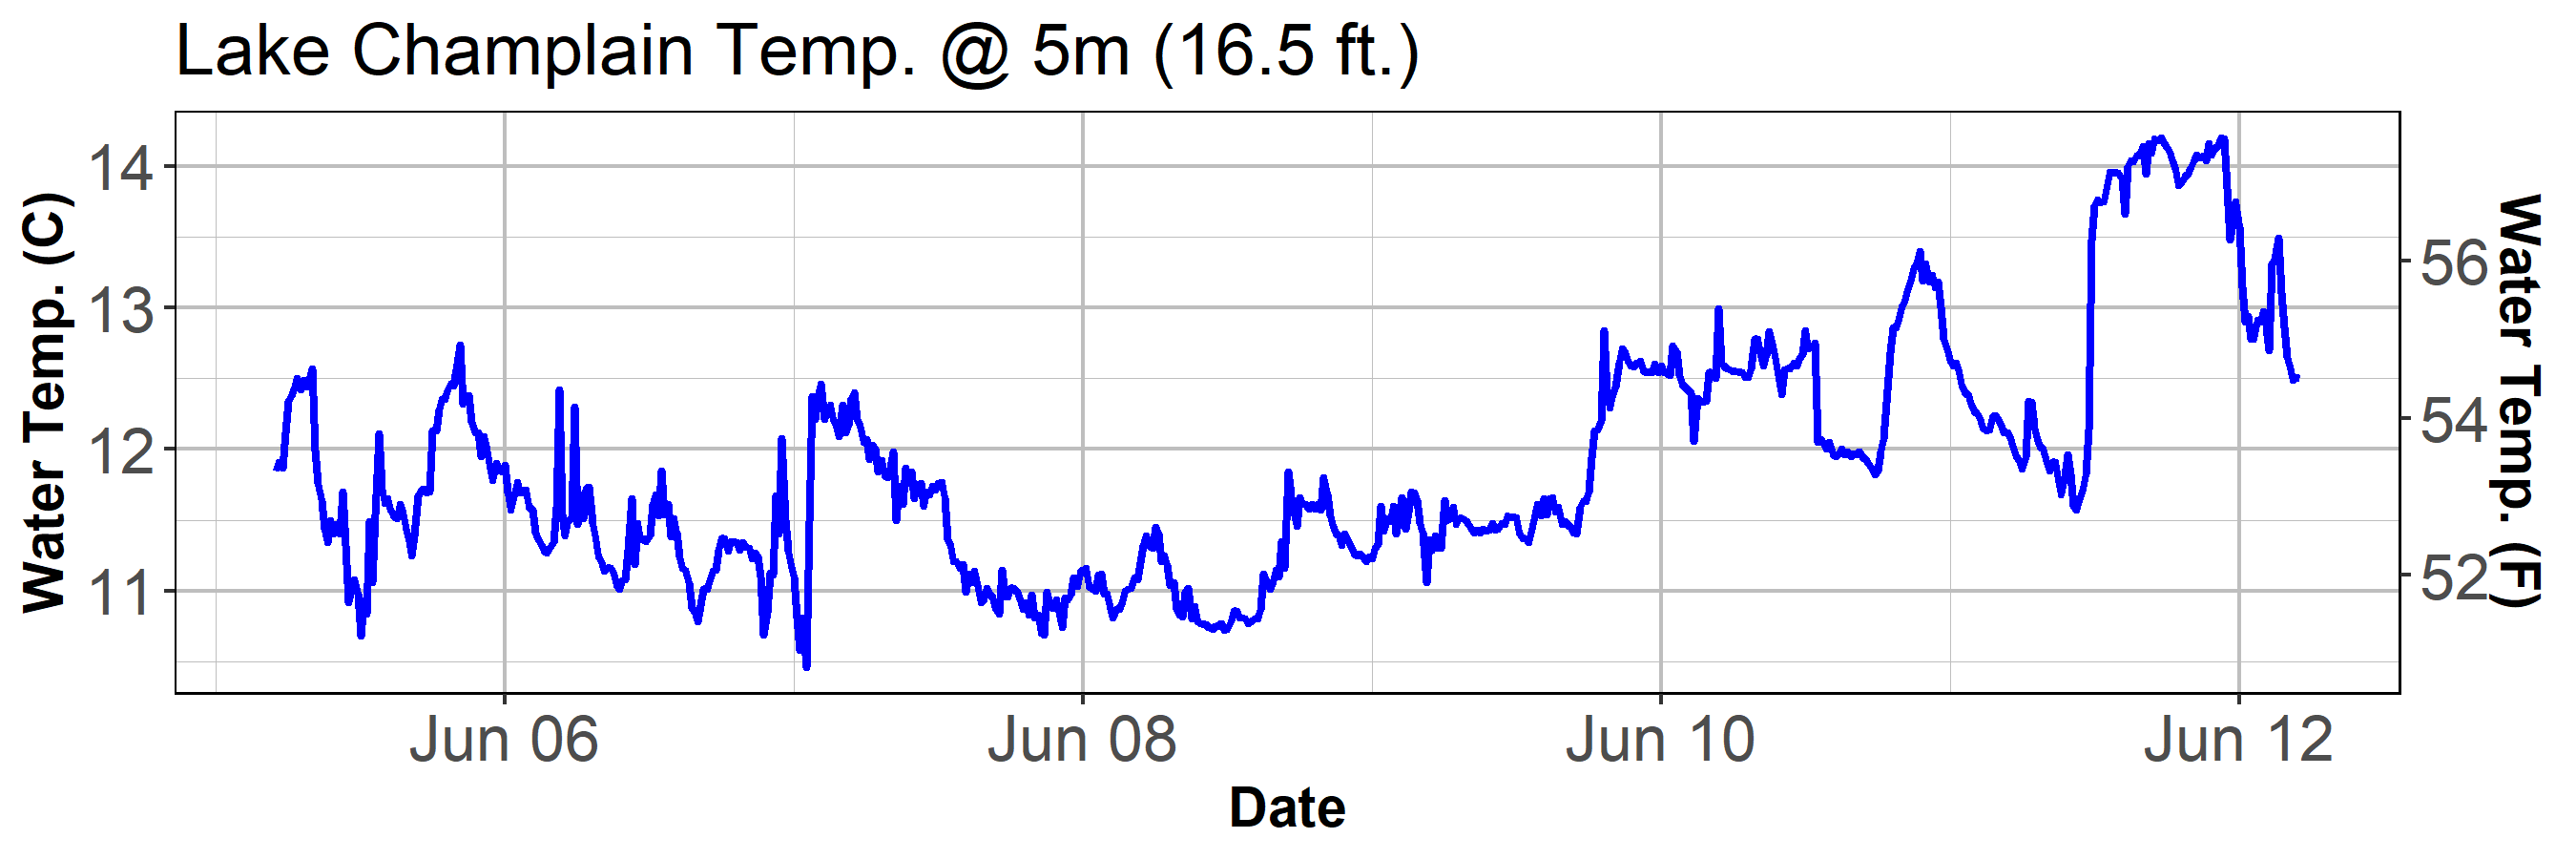 Lake Champlain Temp. @ 5m (16.5 ft.)
Water Temp. (C)
14
13
12
11
56
54
52
Water Temp. (F)
Jun 06
Jun 08
Jun 10
Jun 12
Date